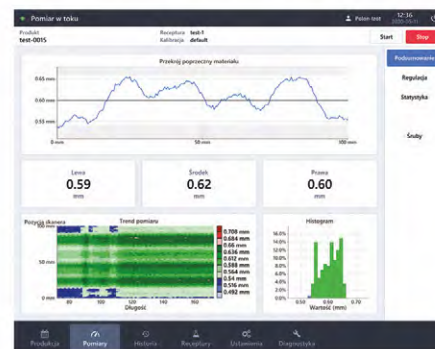 Pomiar w toku
Polen test
12:36
Produkt
test-0015
Receptura test-1
Kalibracja default
Start
Stop
Podsumowanie
Regulacja
Statystyka
Śruby
Przekrój poprzeczny materiału
0.65 mm
0.60 mm
0.55 mm
0 mm
50 mm
100 mm
Lewa
0.59
mm
Środek
0.62
mm
Prawa
0.60
mm
Pozycja skanera
Trend pomiaru
100 mm
50 mm
0 mm
80
100
120
140
160
Długość
0.708 mm
0.684 mm
0.66 mm
0.636 mm
0.612 mm
0.588 mm
0.564 mm
0.54 mm
0.516 mm
0.492 mm
Histogram
16.0%
14.0%
12.0%
10.0%
8.0%
6.0%
4.0%
2.0%
0.0%
0.50
0.60
0.70
Wartość (mm)
Produkcja
Pomiary
Historia
Receptury
Ustawienia
Diagnostyka